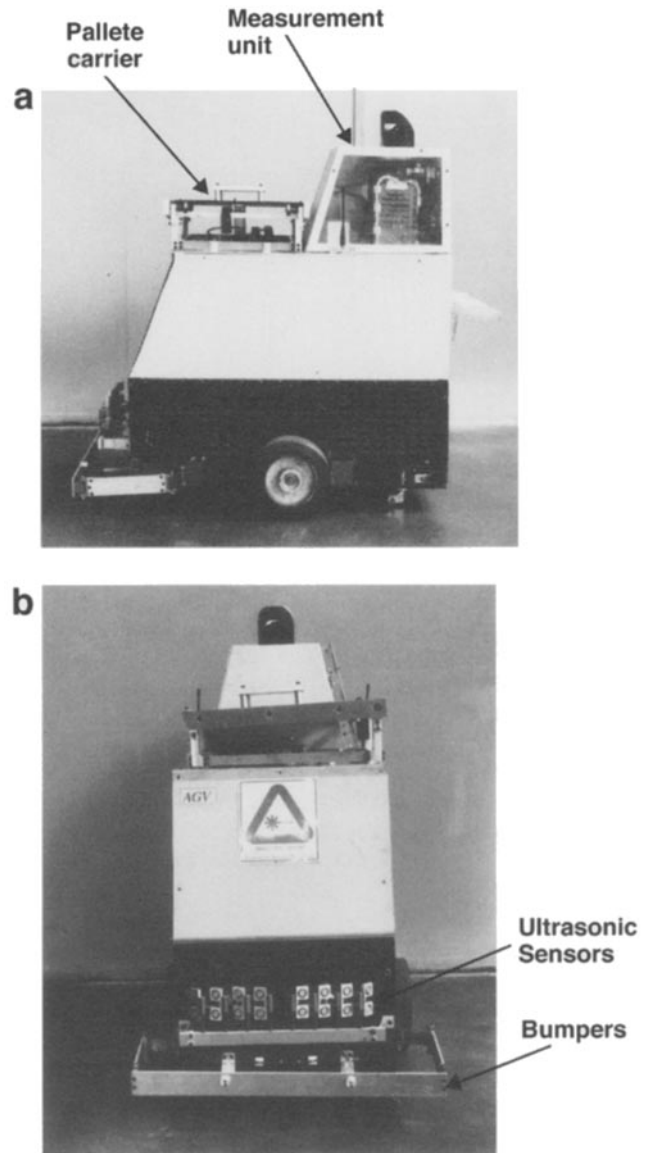 Pallete
carrier
Measurement
unit
a
b
AGV
Ultrasonic
Sensors
Bumpers